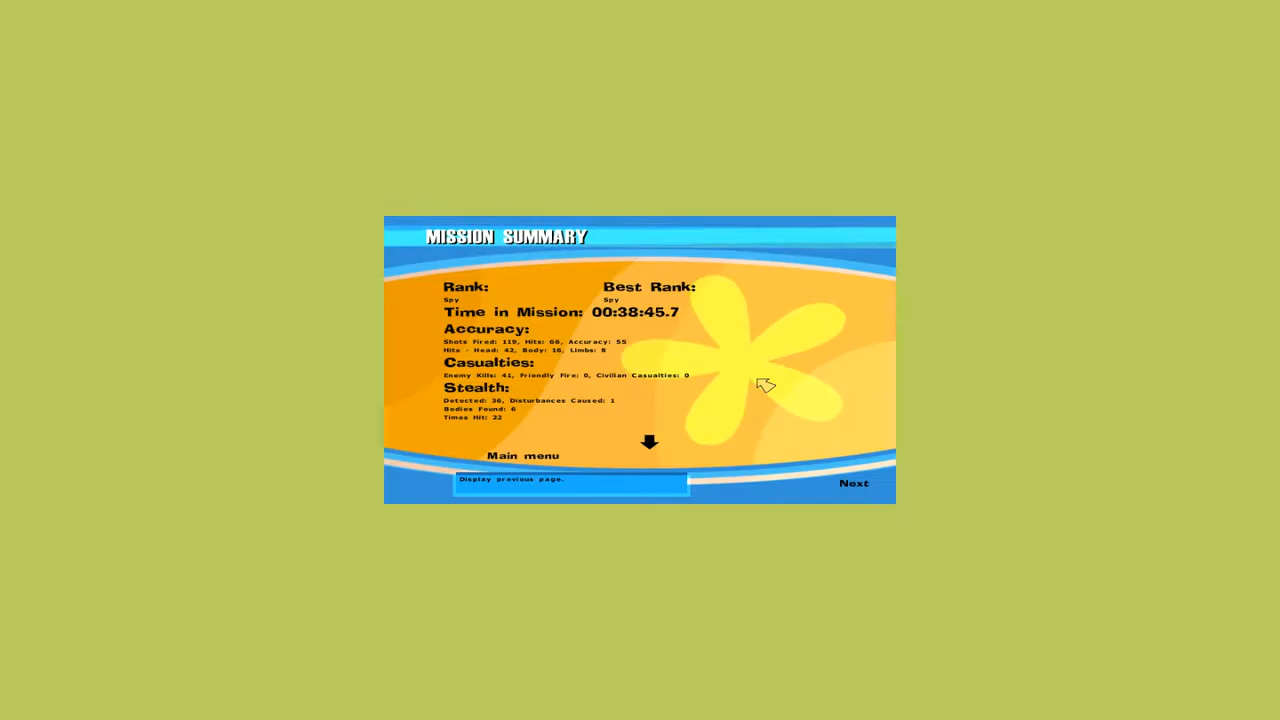 MISSION SUMMARY
Rank: Best Rank:
Spy Spy
Time in Mission: 00:38:45.7
Accuracy:
Shots Fired: 119, Hits: 66, Accuracy: 55
Hits - Head: 42, Body: 16, Limbs: 8
Casualties:
Enemy Kills: 41, Friendly Fire: 0, Civilian Casualties: 0
Stealth:
Detected: 36, Disturbances Caused: 1
Bodies Found: 6
Times Hit: 22
Main menu
Display previous page.
Next